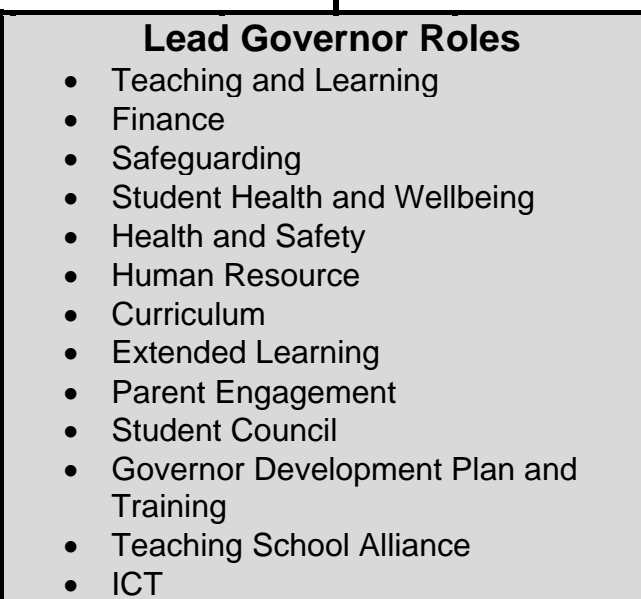 Lead Governor Roles
• Teaching and Learning
• Finance
• Safeguarding
• Student Health and Wellbeing
• Health and Safety
• Human Resource
• Curriculum
• Extended Learning
• Parent Engagement
• Student Council
• Governor Development Plan and
Training
• Teaching School Alliance
• ICT